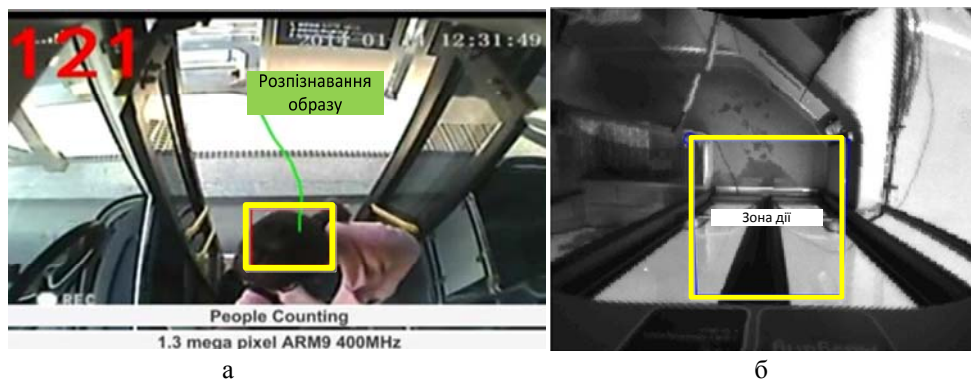 121
12:31:49
Розпізнавання
образу
REC
People Counting
1.3 mega pixel ARM9 400MHz
Зона дії
а
б